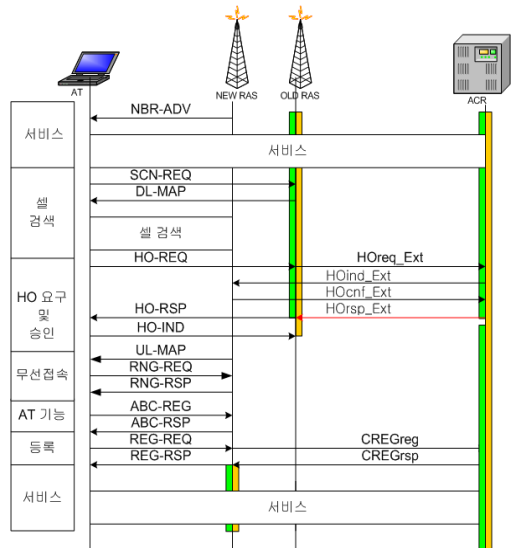 AT
NEW RAS
OLD RAS
ACR
서비스
NBR-ADV
서비스
셀
검색
SCN-REQ
DL-MAP
셀 검색
HO 요구
및
승인
HO-REQ
HOreq_Ext
HOind_Ext
HOcnf_Ext
HO-RSP
HOrsp_Ext
HO-IND
무선접속
UL-MAP
RNG-REQ
RNG-RSP
AT 기능
ABC-REG
ABC-RSP
등록
REG-REQ
CREGreg
REG-RSP
CREGrsp
서비스
서비스